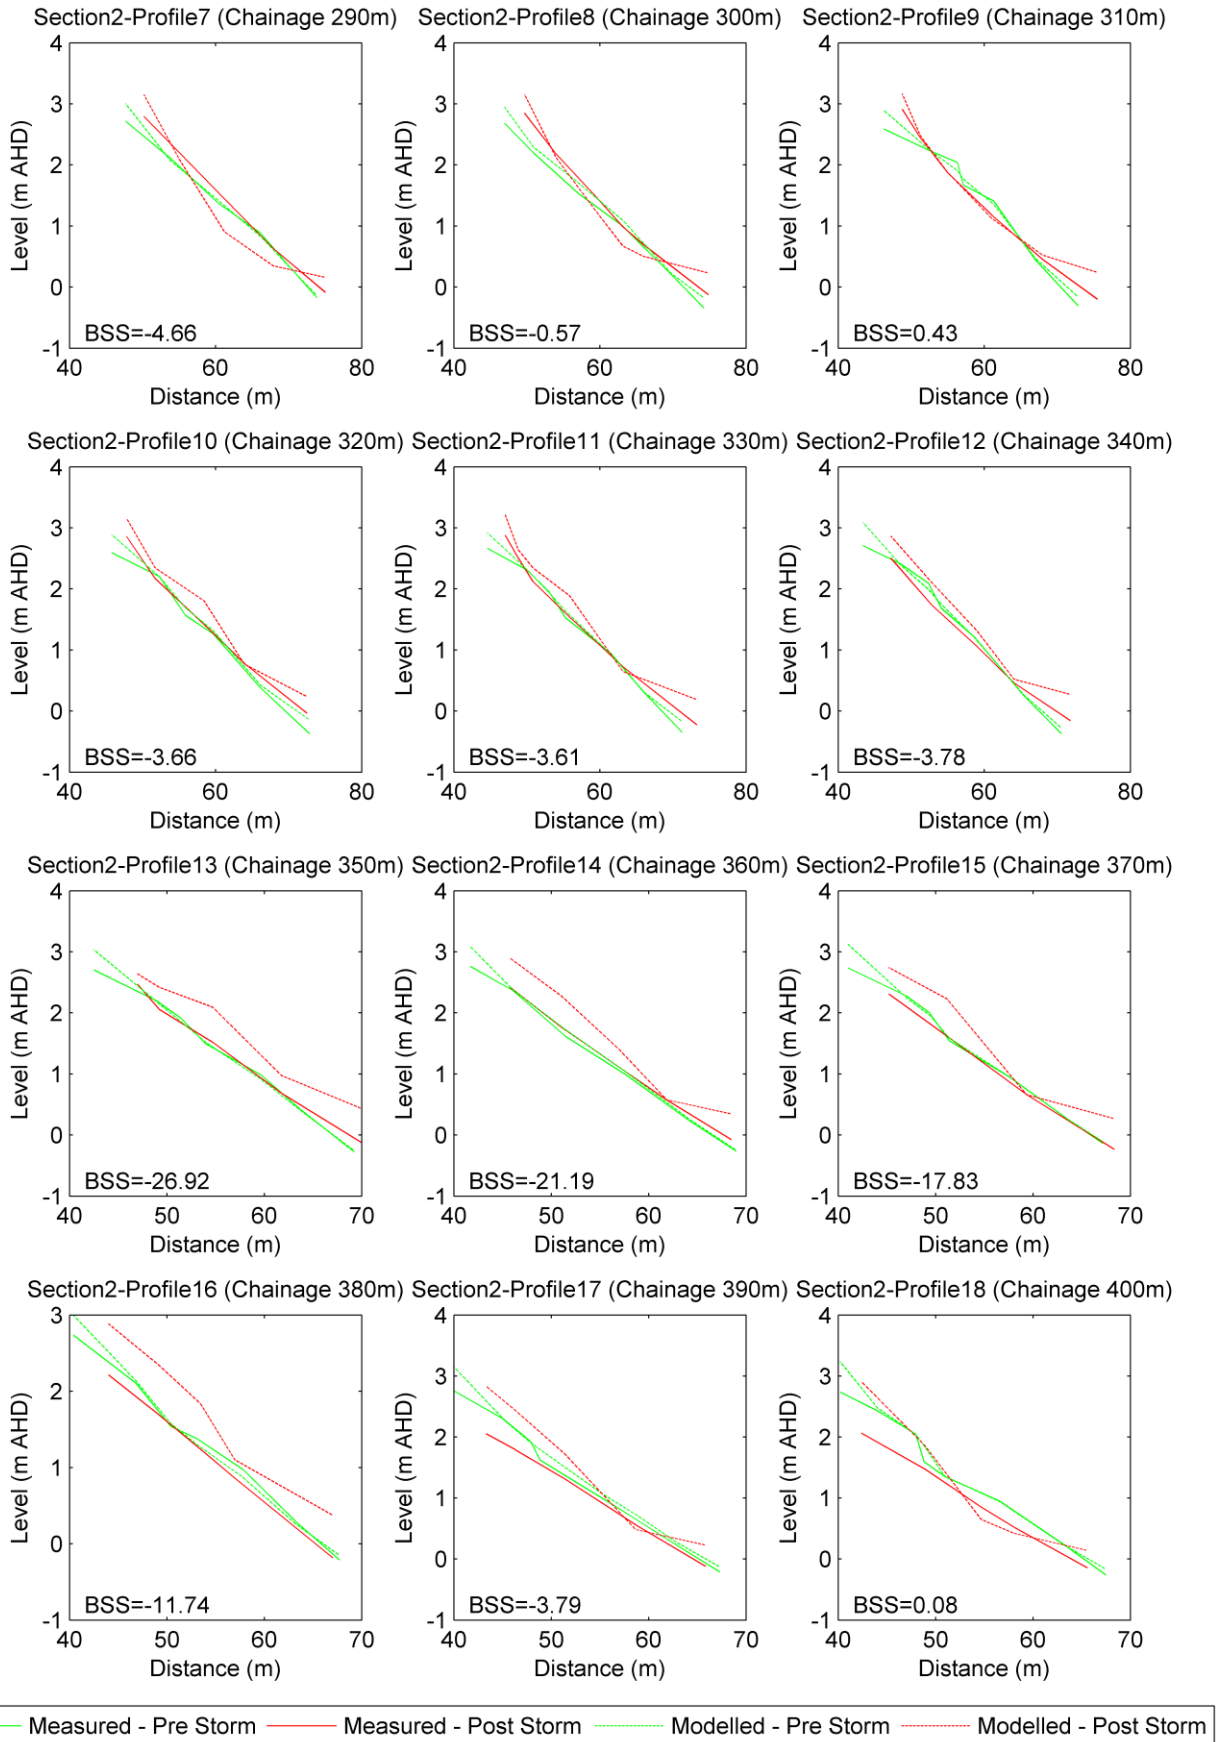 Section2-Profile7 (Chainage 290m)
Section2-Profile8 (Chainage 300m)
Section2-Profile9 (Chainage 310m)
4
3
2
1
0
-1
Level (m AHD)
BSS=-4.66
40
60
80
Distance (m)
4
3
2
1
0
-1
Level (m AHD)
BSS=-0.57
40
60
80
Distance (m)
4
3
2
1
0
-1
Level (m AHD)
BSS=0.43
40
60
80
Distance (m)
Section2-Profile10 (Chainage 320m)
Section2-Profile11 (Chainage 330m)
Section2-Profile12 (Chainage 340m)
4
3
2
1
0
-1
Level (m AHD)
BSS=-3.66
40
60
80
Distance (m)
4
3
2
1
0
-1
Level (m AHD)
BSS=-3.61
40
60
80
Distance (m)
4
3
2
1
0
-1
Level (m AHD)
BSS=-3.78
40
60
80
Distance (m)
Section2-Profile13 (Chainage 350m)
Section2-Profile14 (Chainage 360m)
Section2-Profile15 (Chainage 370m)
4
3
2
1
0
-1
Level (m AHD)
BSS=-26.92
40
50
60
70
Distance (m)
4
3
2
1
0
-1
Level (m AHD)
BSS=-21.19
40
50
60
70
Distance (m)
4
3
2
1
0
-1
Level (m AHD)
BSS=-17.83
40
50
60
70
Distance (m)
Section2-Profile16 (Chainage 380m)
Section2-Profile17 (Chainage 390m)
Section2-Profile18 (Chainage 400m)
3
2
1
0
-1
Level (m AHD)
BSS=-11.74
40
50
60
70
Distance (m)
4
3
2
1
0
-1
Level (m AHD)
BSS=-3.79
40
50
60
70
Distance (m)
4
3
2
1
0
-1
Level (m AHD)
BSS=0.08
40
50
60
70
Distance (m)
Measured - Pre Storm
Measured - Post Storm
Modelled - Pre Storm
Modelled - Post Storm